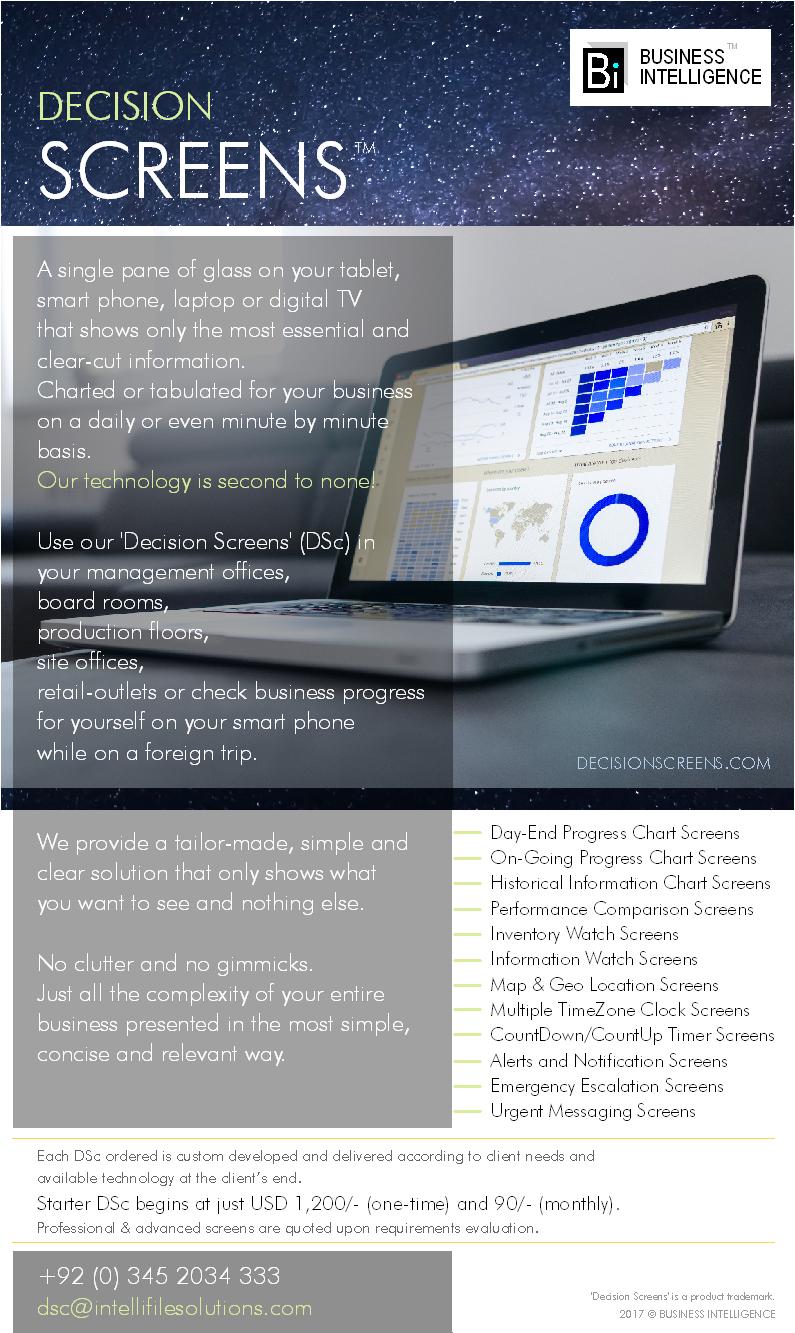 BUSINESS™
INTELLIGENCE
Bi
DECISION
SCREENS™
A single pane of glass on your tablet,
smart phone, laptop or digital TV
that shows only the most essential and
clear-cut information.
Charted or tabulated for your business
on a daily or even minute by minute
basis.
Our technology is second to none!
Use our 'Decision Screens' (DSc) in
your management offices,
board rooms,
production floors,
site offices,
retail-outlets or check business progress
for yourself on your smart phone
while on a foreign trip.
DECISIONSCREENS.COM
We provide a tailor-made, simple and
clear solution that only shows what
you want to see and nothing else.
No clutter and no gimmicks.
Just all the complexity of your entire
business presented in the most simple,
concise and relevant way.
Day-End Progress Chart Screens
On-Going Progress Chart Screens
Historical Information Chart Screens
Performance Comparison Screens
Inventory Watch Screens
Information Watch Screens
Map & Geo Location Screens
Multiple TimeZone Clock Screens
CountDown/CountUp Timer Screens
Alerts and Notification Screens
Emergency Escalation Screens
Urgent Messaging Screens
Each DSc ordered is custom developed and delivered according to client needs and
available technology at the client's end.
Starter DSc begins at just USD 1,200/- (one-time) and 90/- (monthly).
Professional & advanced screens are quoted upon requirements evaluation.
+92 (0) 345 2034 333
dsc@intellifilesolutions.com
'Decision Screens' is a product trademark.
2017 © BUSINESS INTELLIGENCE